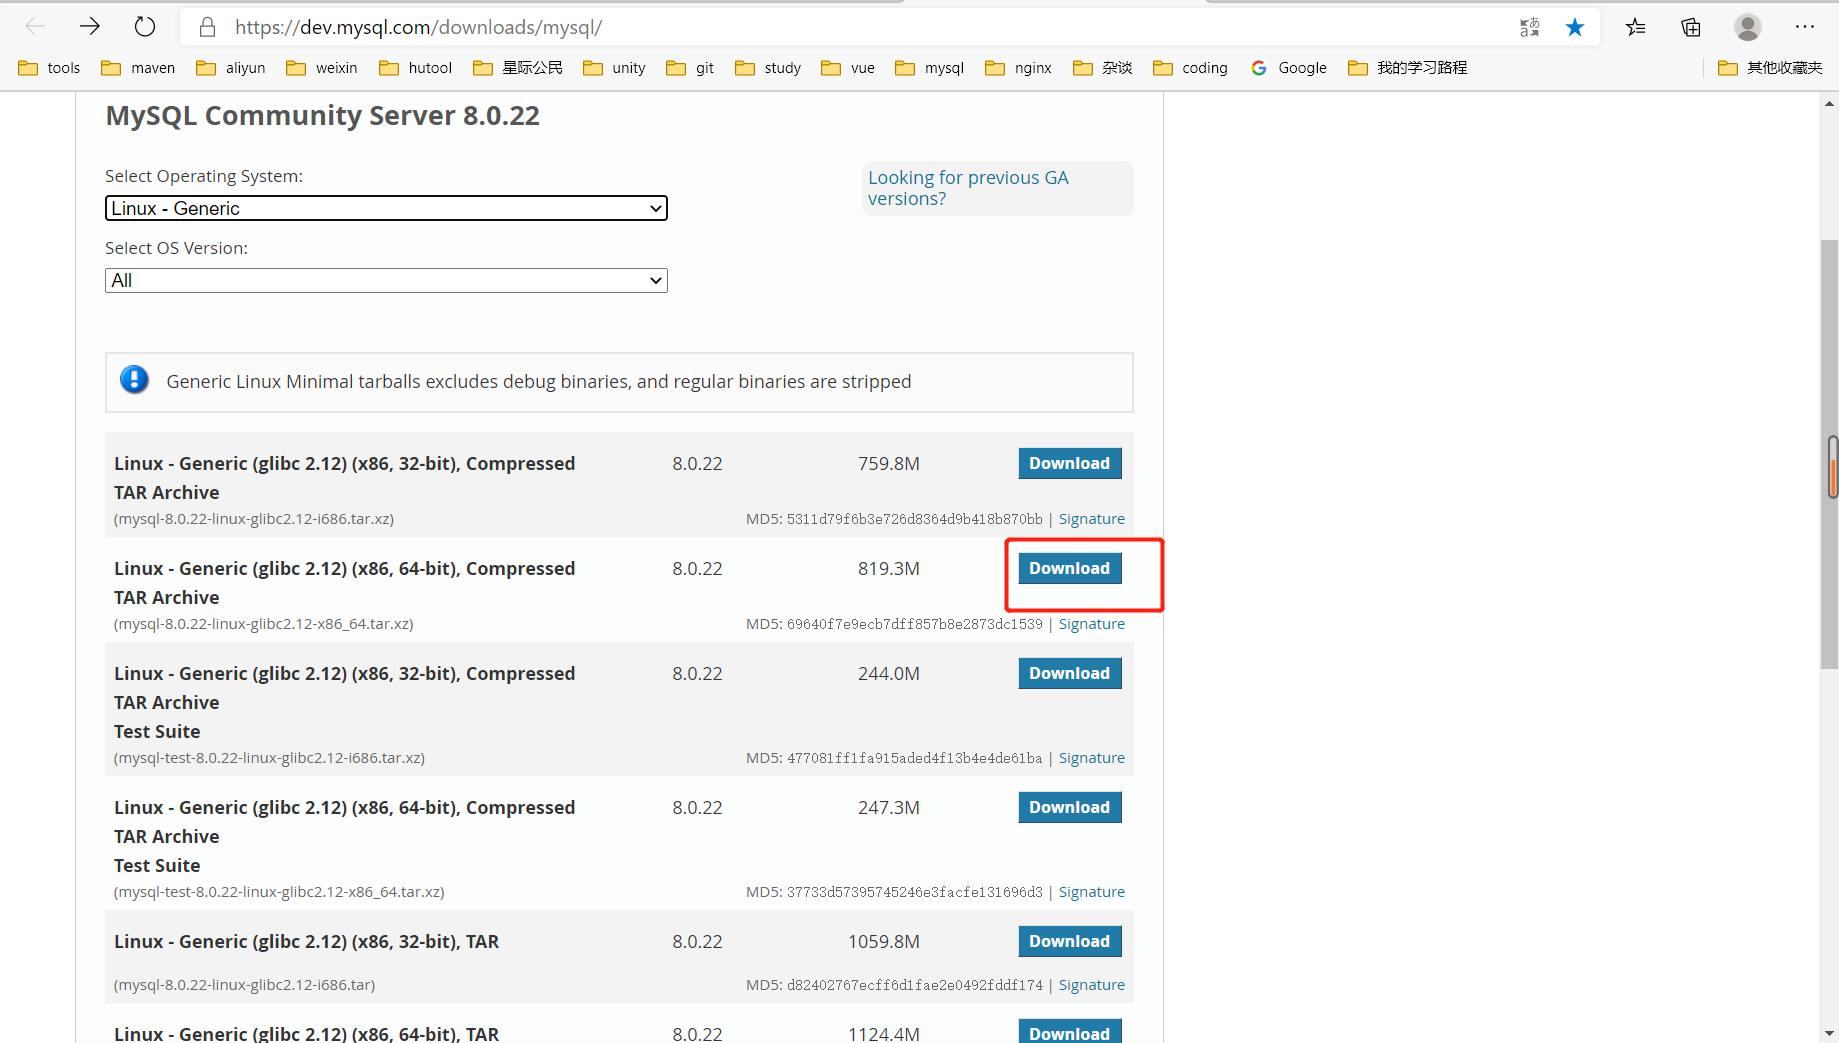 https://dev.mysql.com/downloads/mysql/
tools maven aliyun weixin hutool 星际公民 unity git study vue mysql nginx 杂谈 coding Google 我的学习路程 其他收藏夹
MySQL Community Server 8.0.22
Select Operating System:
Linux - Generic
Looking for previous GA
versions?
Select OS Version:
All
Generic Linux Minimal tarballs excludes debug binaries, and regular binaries are stripped
Linux - Generic (glibc 2.12) (x86, 32-bit), Compressed 8.0.22 759.8M Download
TAR Archive
(mysql-8.0.22-linux-glibc2.12-i686.tar.xz) MD5: 5311d79f6b3e726d8364d9b418b870bb | Signature
Linux - Generic (glibc 2.12) (x86, 64-bit), Compressed 8.0.22 819.3M Download
TAR Archive
(mysql-8.0.22-linux-glibc2.12-x86_64.tar.xz) MD5: 69640f7e9ecb7dff857b8e2873dc1539 | Signature
Linux - Generic (glibc 2.12) (x86, 32-bit), Compressed 8.0.22 244.0M Download
TAR Archive
Test Suite
(mysql-test-8.0.22-linux-glibc2.12-i686.tar.xz) MD5: 477081ff1fa915aded4f13b4e4de61ba | Signature
Linux - Generic (glibc 2.12) (x86, 64-bit), Compressed 8.0.22 247.3M Download
TAR Archive
Test Suite
(mysql-test-8.0.22-linux-glibc2.12-x86_64.tar.xz) MD5: 37733d57395745246e3facfe131696d3 | Signature
Linux - Generic (glibc 2.12) (x86, 32-bit), TAR 8.0.22 1059.8M Download
(mysql-8.0.22-linux-glibc2.12-i686.tar) MD5: d82402767ecff6d1fae2e0492fddf174 | Signature
Linux - Generic (glibc 2.12) (x86, 64-bit), TAR 8.0.22 1124.4M Download